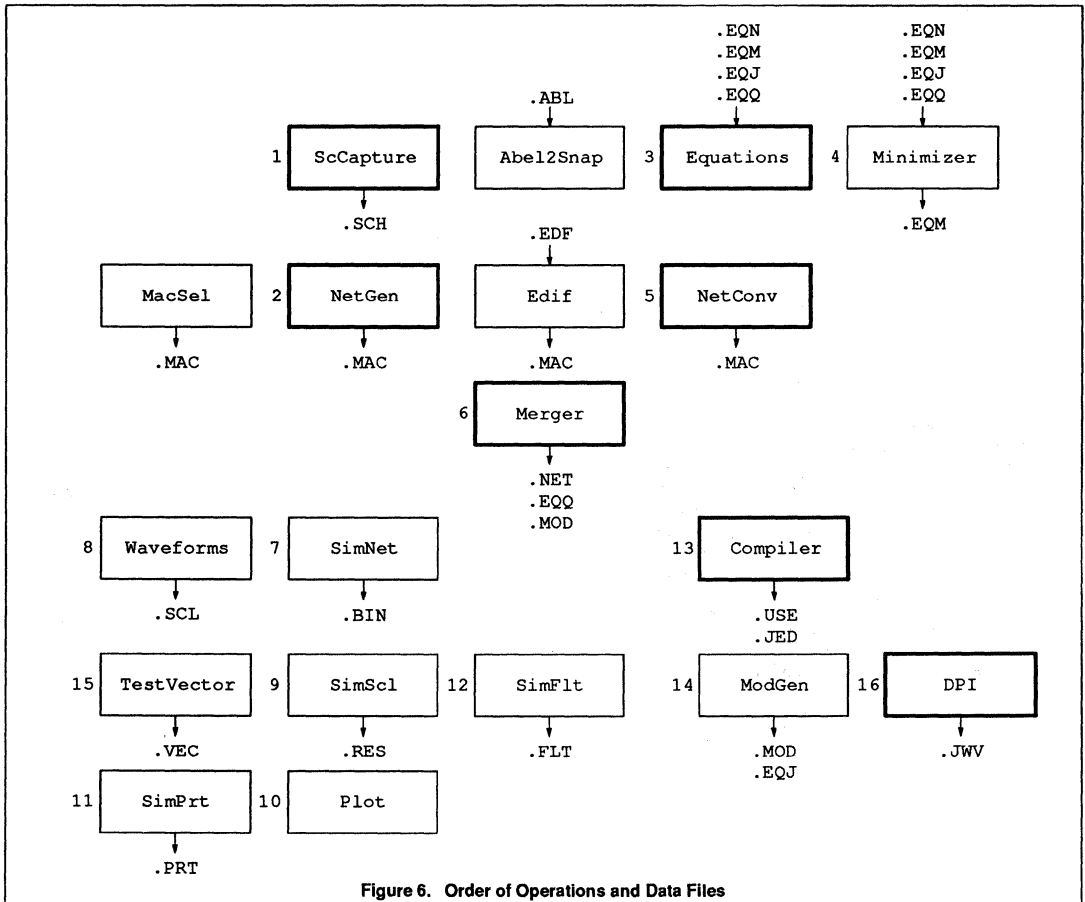 .EQN .EQN
.EQM .EQM
.EQJ .EQJ
.ABL .EQQ .EQQ
1 ScCapture Abel2Snap 3 Equations 4 Minimizer
.SCH .EDF .EQM
MacSel 2 NetGen Edif 5 NetConv
.MAC .MAC .MAC .MAC
6 Merger
.NET
.EQQ
.MOD
8 Waveforms 7 SimNet 13 Compiler
.SCL .BIN .USE
.JED
15 TestVector 9 SimScl 12 SimFlt 14 ModGen 16 DPI
.VEC .RES .FLT .MOD .JWV
.EQJ
11 SimPrt 10 Plot
.PRT
Figure 6. Order of Operations and Data Files